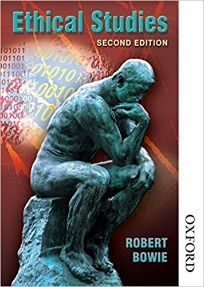 Ethical Studies
SECOND EDITION
ROBERT
BOWIE
OXFORD